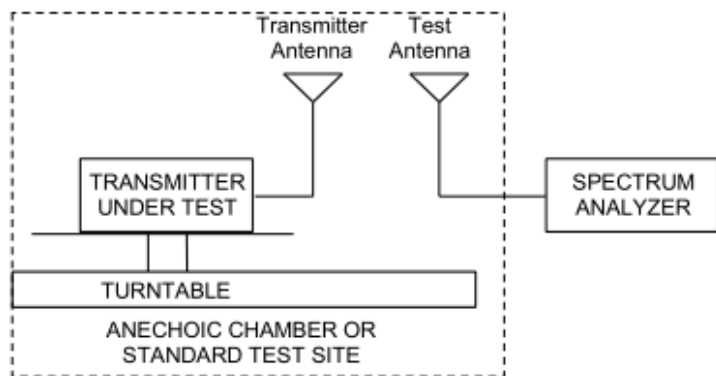 Transmitter
Antenna
Test
Antenna
TRANSMITTER
UNDER TEST
SPECTRUM
ANALYZER
TURNTABLE
ANECHOIC CHAMBER OR
STANDARD TEST SITE